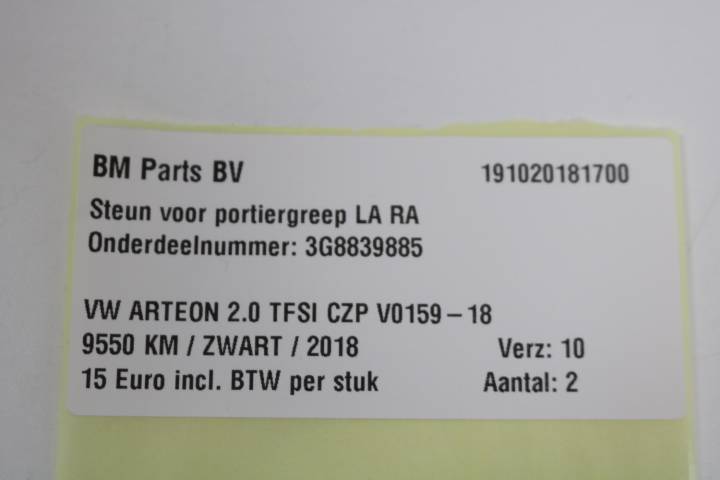 BM Parts BV 191020181700
Steun voor portiergreep LA RA
Onderdeelnummer: 3G8839885
VW ARTEON 2.0 TFSI CZP V0159-18
9550 KM / ZWART / 2018 Verz: 10
15 Euro incl. BTW per stuk Aantal: 2